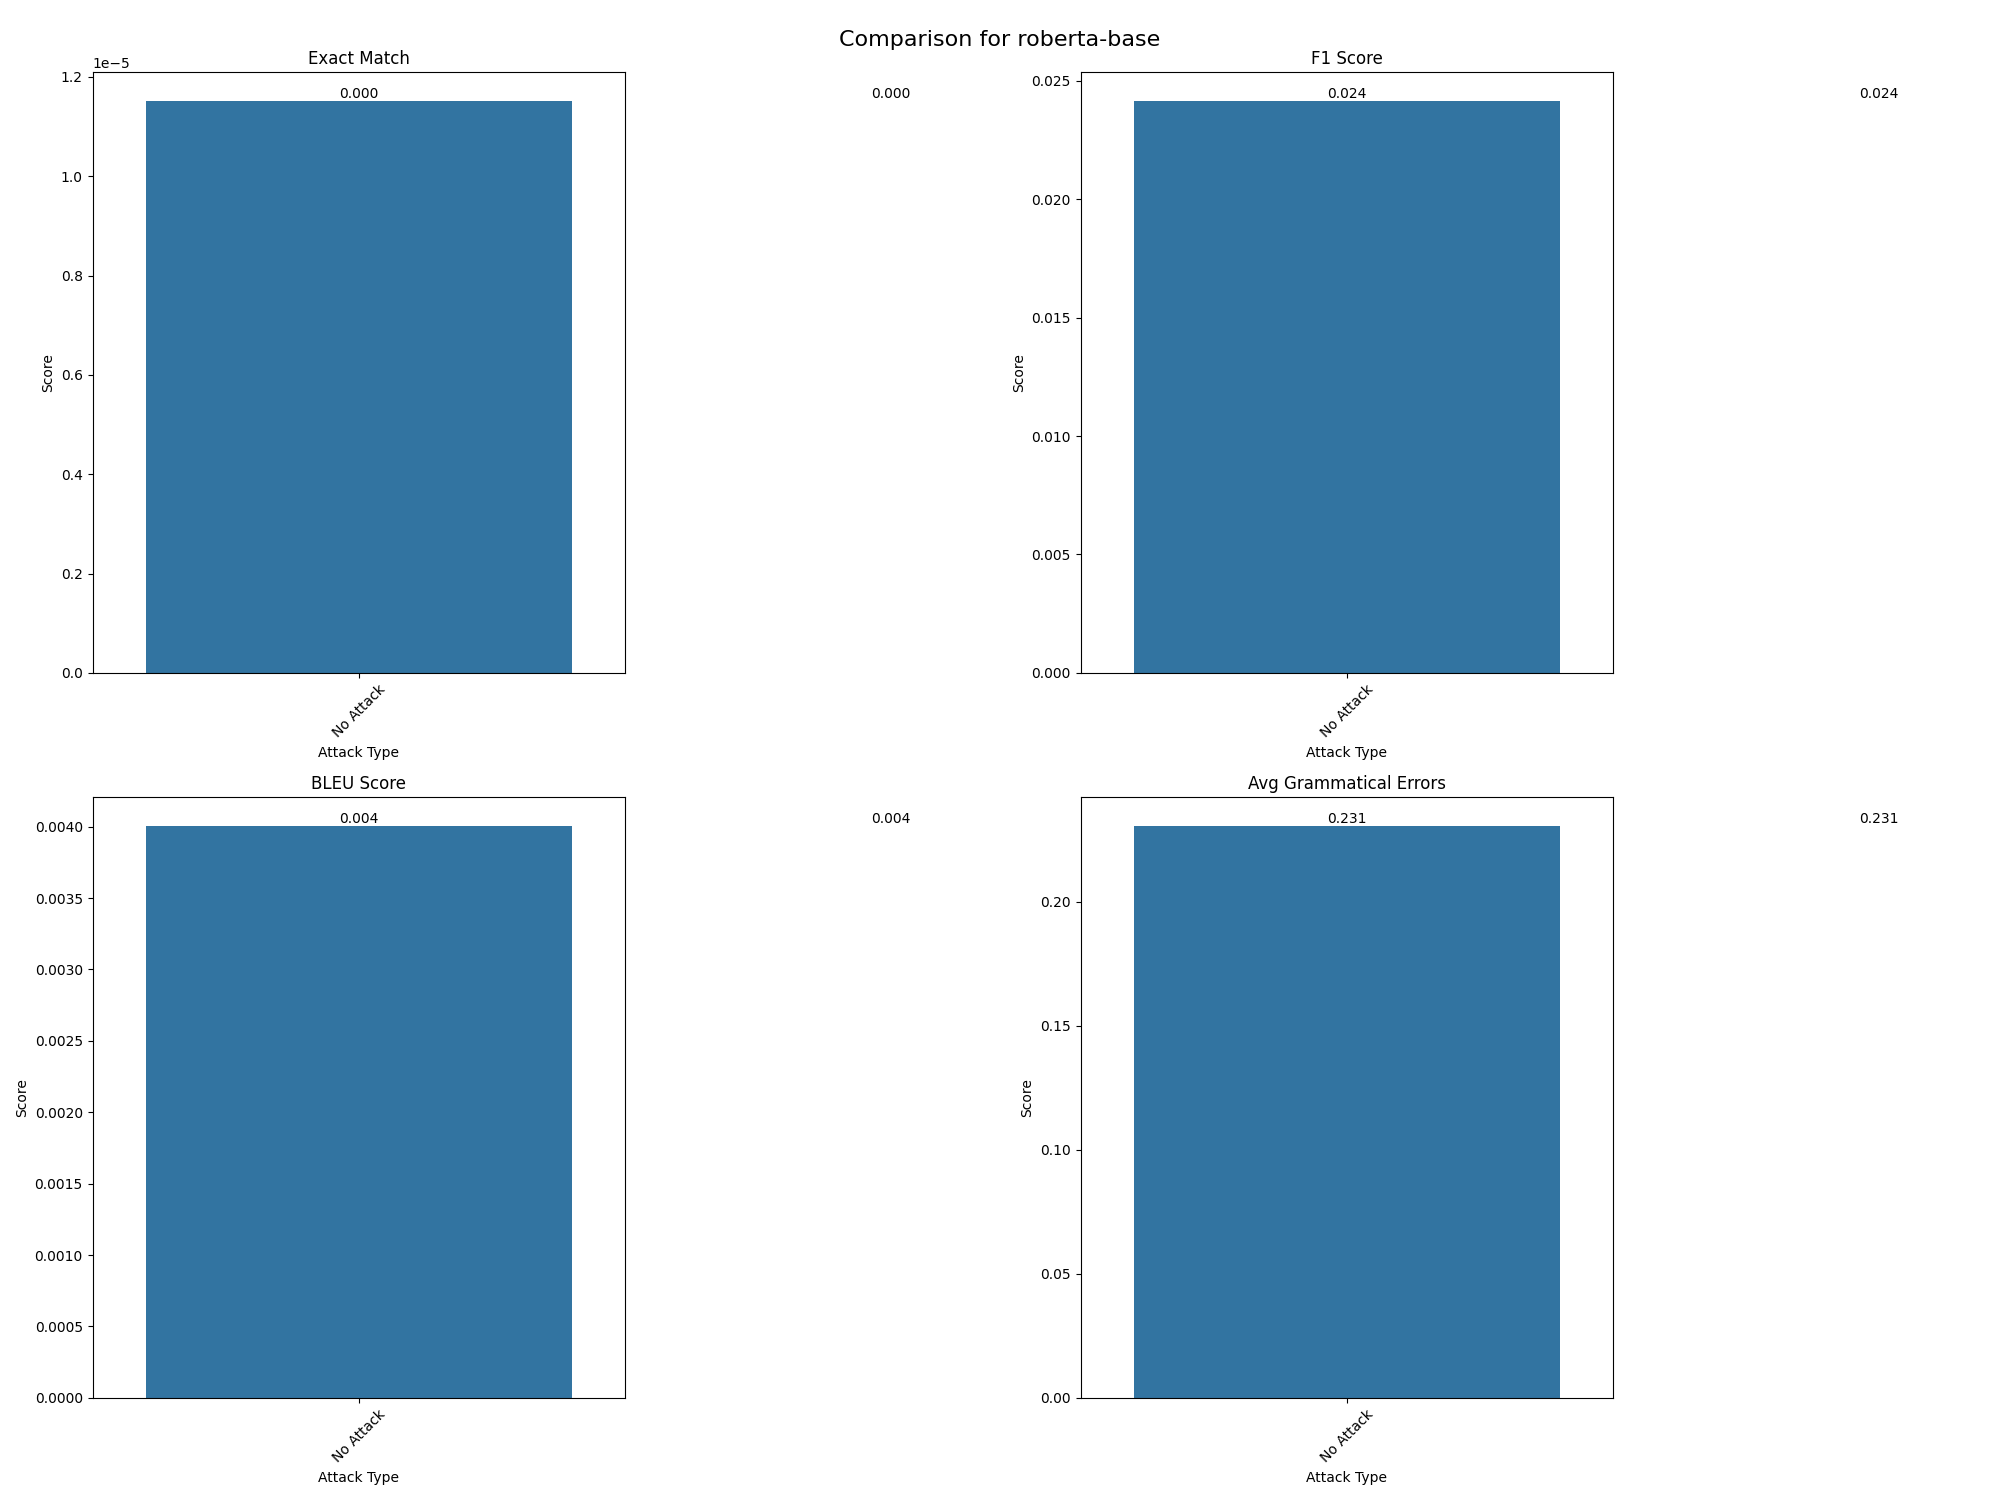 Comparison for roberta-base
Exact Match
1e−5
1.2
1.0
0.8
0.6
0.4
0.2
0.0
Score
0.000
0.000
No Attack
Attack Type
F1 Score
0.025
0.020
0.015
0.010
0.005
0.000
Score
0.024
0.024
No Attack
Attack Type
BLEU Score
0.0040
0.0035
0.0030
0.0025
0.0020
0.0015
0.0010
0.0005
0.0000
Score
0.004
0.004
No Attack
Attack Type
Avg Grammatical Errors
0.20
0.15
0.10
0.05
0.00
Score
0.231
0.231
No Attack
Attack Type